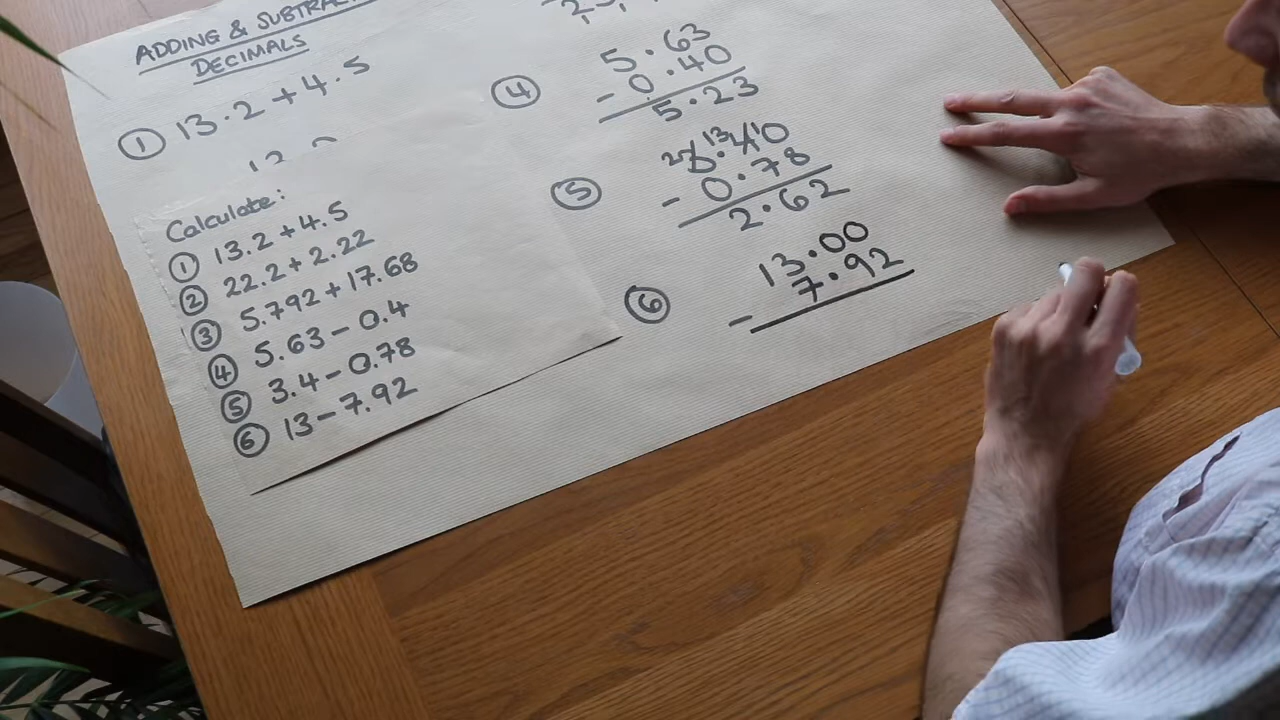 ADDING & SUBTRACTING
DECIMALS
① 13.2 + 4.5
Calculate:
① 13.2 + 4.5
② 22.2 + 2.22
③ 5.792 + 17.68
④ 5.63 - 0.4
⑤ 3.4 - 0.78
⑥ 13 - 7.92
④ 5.63
- 0.40
5.23
⑤ 3.40
- 0.78
2.62
⑥ 13.00
- 7.92